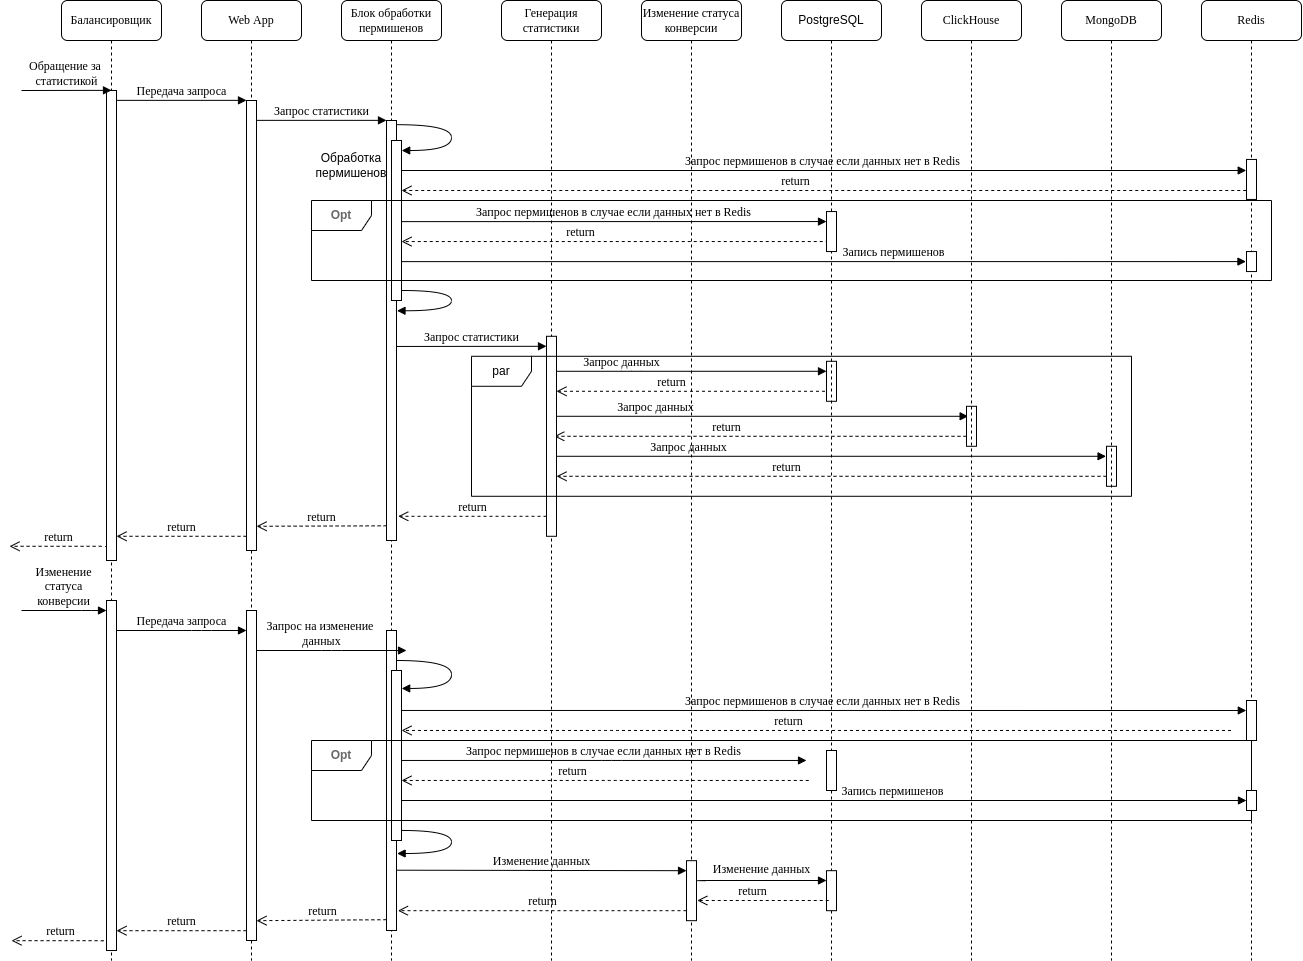 Балансировщик
Web App
Блок обработки
пермишенов
Генерация
статистики
Изменение статуса
конверсии
PostgreSQL
ClickHouse
MongoDB
Redis
Обращение за
статистикой
Передача запроса
Запрос статистики
Обработка
пермишенов
Запрос пермишенов в случае если данных нет в Redis
return
Opt
Запрос пермишенов в случае если данных нет в Redis
return
Запись пермишенов
Запрос статистики
par
Запрос данных
return
Запрос данных
return
Запрос данных
return
return
return
return
return
Изменение
статуса
конверсии
Передача запроса
Запрос на изменение
данных
Запрос пермишенов в случае если данных нет в Redis
return
Opt
Запрос пермишенов в случае если данных нет в Redis
return
Запись пермишенов
Изменение данных
Изменение данных
return
return
return
return
return